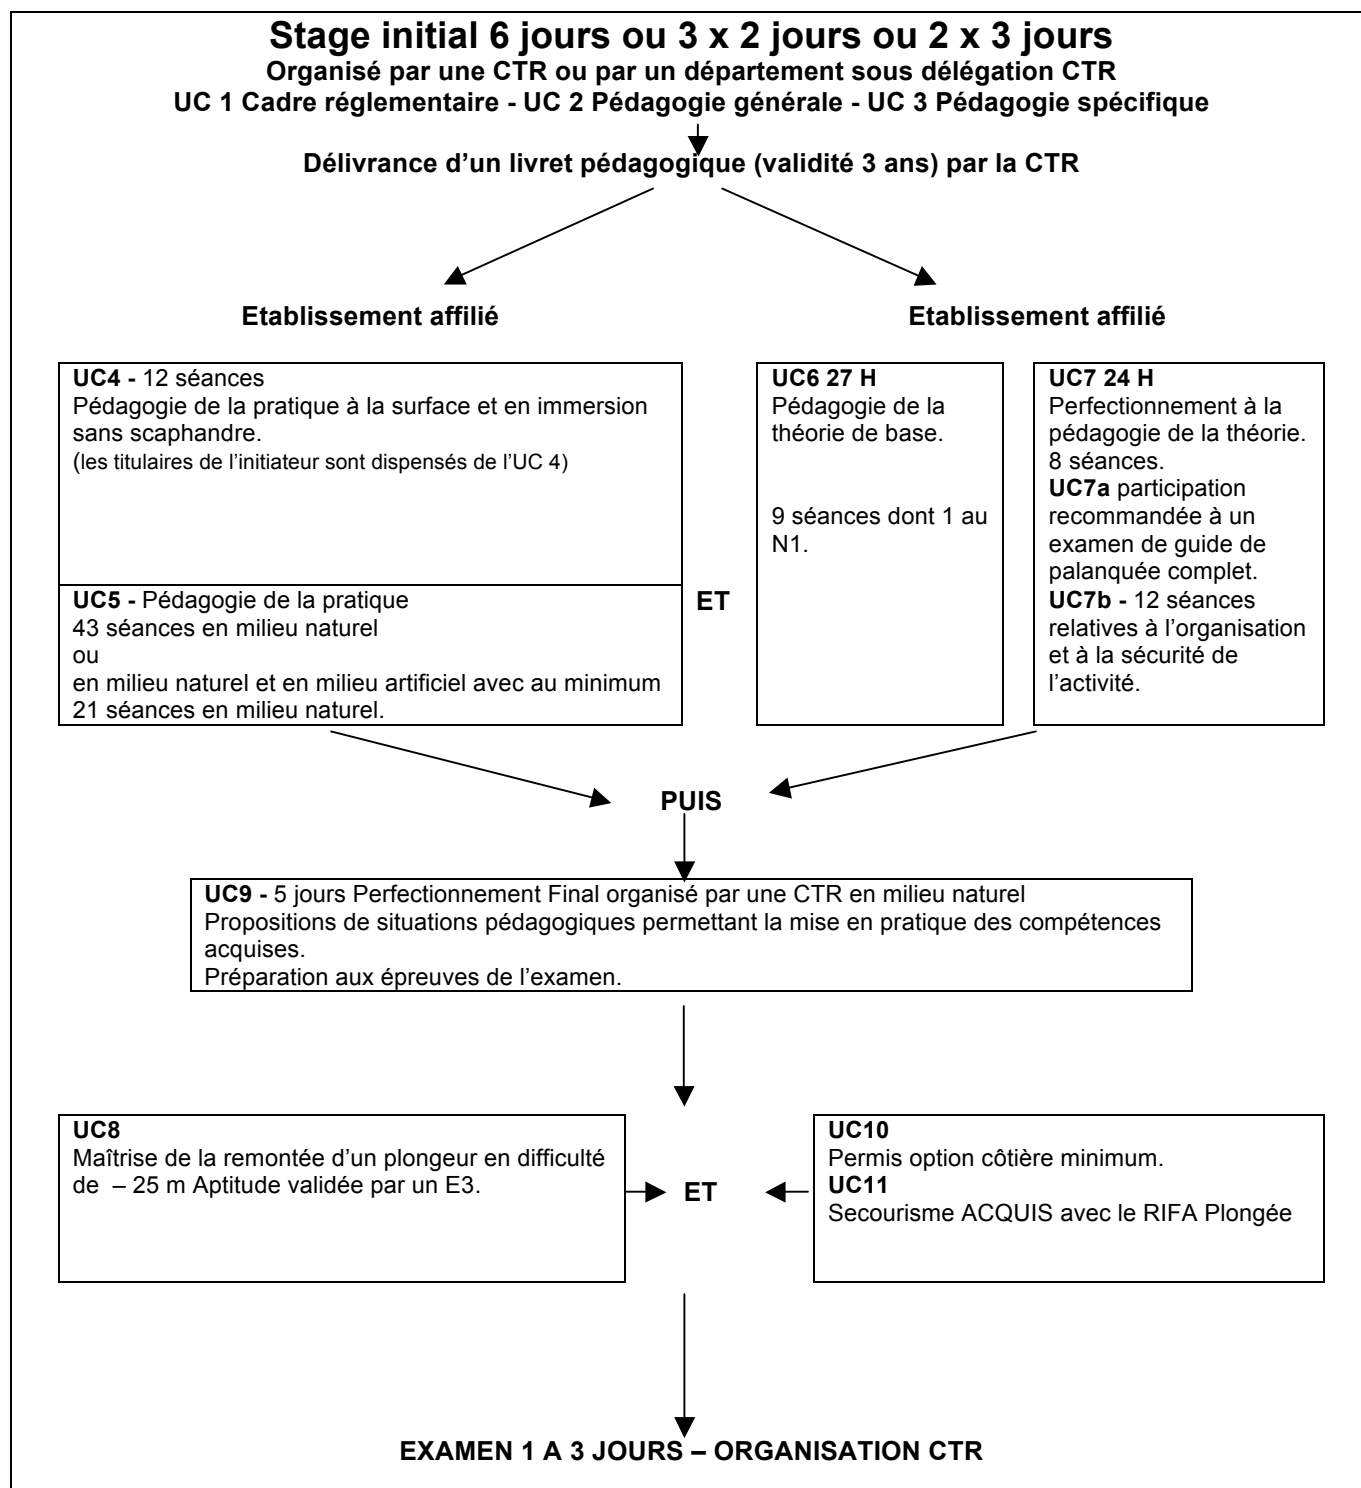 Stage initial 6 jours ou 3 x 2 jours ou 2 x 3 jours
Organisé par une CTR ou par un département sous délégation CTR
UC 1 Cadre réglementaire - UC 2 Pédagogie générale - UC 3 Pédagogie spécifique
Délivrance d’un livret pédagogique (validité 3 ans) par la CTR
Etablissement affilié
Etablissement affilié
UC4 - 12 séances
Pédagogie de la pratique à la surface et en immersion
sans scaphandre.
(les titulaires de l’initiateur sont dispensés de l’UC 4)
UC5 - Pédagogie de la pratique
43 séances en milieu naturel
ou
en milieu naturel et en milieu artificiel avec au minimum
21 séances en milieu naturel.
ET
UC6 27 H
Pédagogie de la
théorie de base.
9 séances dont 1 au
N1.
UC7 24 H
Perfectionnement à la
pédagogie de la théorie.
8 séances.
UC7a participation
recommandée à un
examen de guide de
palanquée complet.
UC7b - 12 séances
relatives à l’organisation
et à la sécurité de
l’activité.
PUIS
UC9 - 5 jours Perfectionnement Final organisé par une CTR en milieu naturel
Propositions de situations pédagogiques permettant la mise en pratique des compétences
acquises.
Préparation aux épreuves de l’examen.
UC8
Maîtrise de la remontée d’un plongeur en difficulté
de – 25 m Aptitude validée par un E3.
ET
UC10
Permis option côtière minimum.
UC11
Secourisme ACQUIS avec le RIFA Plongée
EXAMEN 1 A 3 JOURS – ORGANISATION CTR